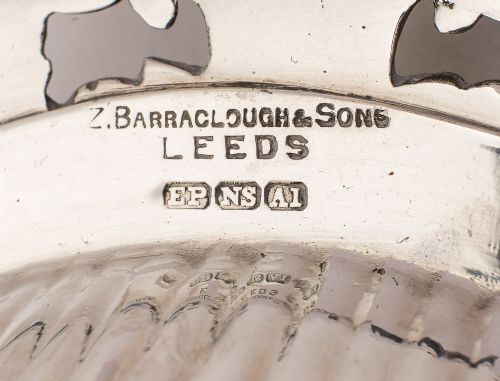 Z. BARRACLOUGH & SONS
LEEDS
EP NS A1